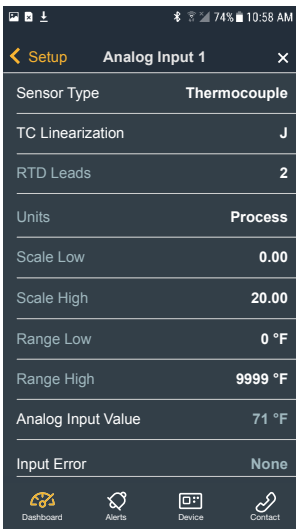 74% 10:58 AM
Setup Analog Input 1 ×
Sensor Type Thermocouple
TC Linearization J
RTD Leads 2
Units Process
Scale Low 0.00
Scale High 20.00
Range Low 0 °F
Range High 9999 °F
Analog Input Value 71 °F
Input Error None
Dashboard Alerts Device Contact